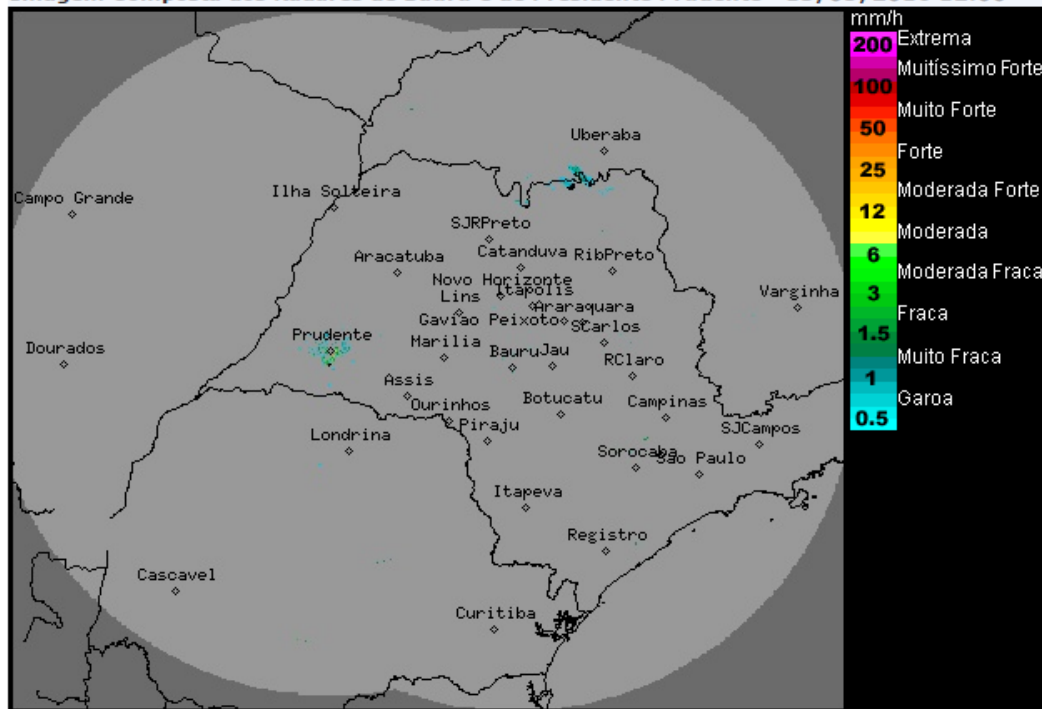 mm/h
200 Extrema
Muitíssimo Forte
100
Muito Forte
50
Forte
25
Moderada Forte
12
Moderada
6
Moderada Fraca
3
Fraca
1.5
Muito Fraca
1
Garoa
0.5
Uberaba
Campo Grande
Ilha Solteira
SJRPreto
Catanduva
RibPreto
Aracatuba
Novo Horizonte
Itapolis
Lins
Araraquara
Varginha
Gaviao Peixoto
SCarlos
Prudente
Marilia
Dourados
Bauru
Jau
RClaro
Assis
Ourinhos
Botucatu
Campinas
Piraju
SJCampos
Londrina
Sorocaba
Sao Paulo
Itapeva
Registro
Cascavel
Curitiba